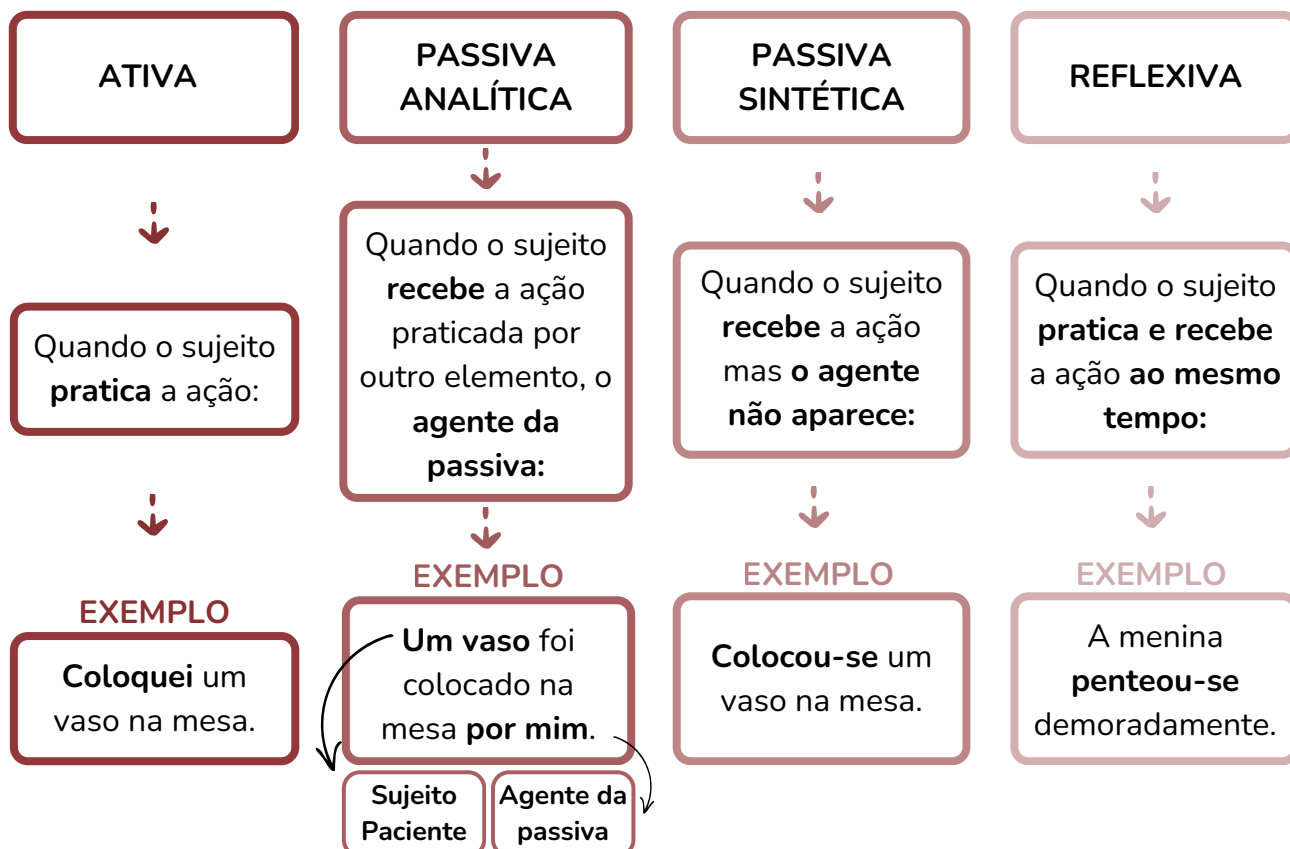 ATIVA
Quando o sujeito
pratica a ação:
EXEMPLO
Coloquei um
vaso na mesa.
PASSIVA
ANALÍTICA
Quando o sujeito
recebe a ação
praticada por
outro elemento, o
agente da
passiva:
EXEMPLO
Um vaso foi
colocado na
mesa por mim.
Sujeito
Paciente
Agente da
passiva
PASSIVA
SINTÉTICA
Quando o sujeito
recebe a ação
mas o agente
não aparece:
EXEMPLO
Colocou-se um
vaso na mesa.
REFLEXIVA
Quando o sujeito
pratica e recebe
a ação ao mesmo
tempo:
EXEMPLO
A menina
penteou-se
demoradamente.